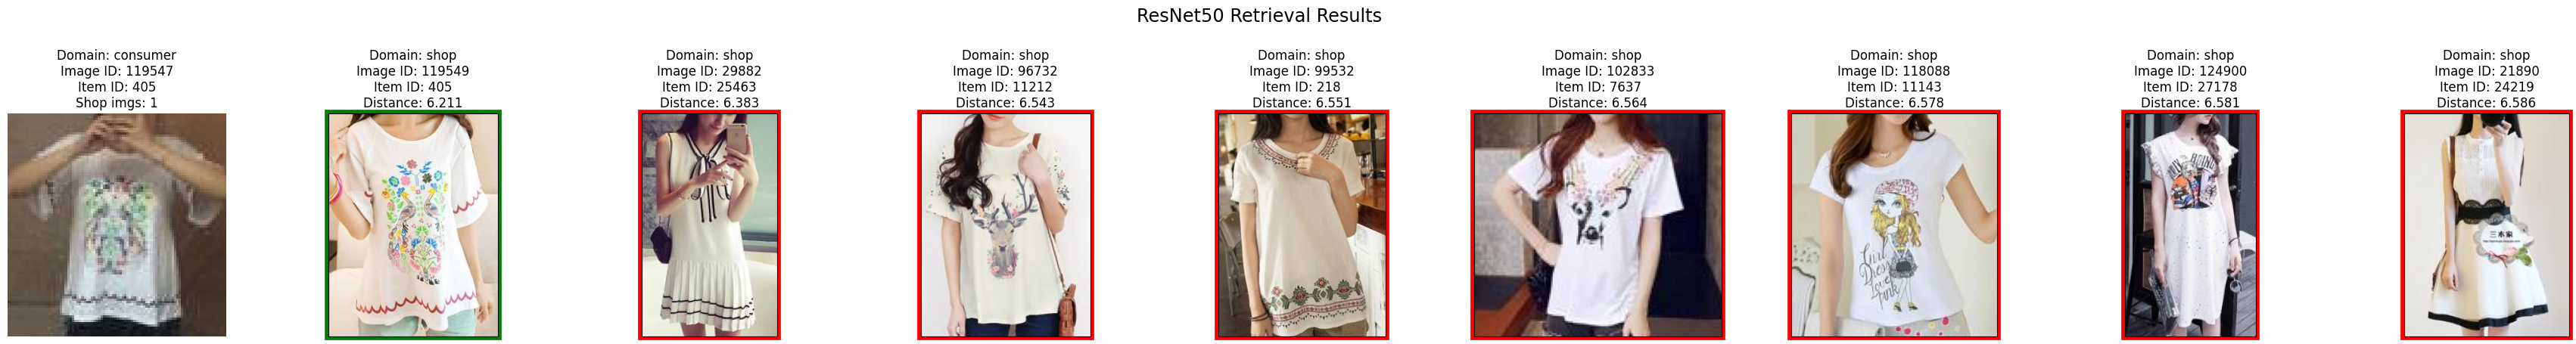 ResNet50 Retrieval Results
Domain: consumer
Image ID: 119547
Item ID: 405
Shop imgs: 1
Domain: shop
Image ID: 119549
Item ID: 405
Distance: 6.211
Domain: shop
Image ID: 29882
Item ID: 25463
Distance: 6.383
Domain: shop
Image ID: 96732
Item ID: 11212
Distance: 6.543
Domain: shop
Image ID: 99532
Item ID: 218
Distance: 6.551
Domain: shop
Image ID: 102833
Item ID: 7637
Distance: 6.564
Domain: shop
Image ID: 118088
Item ID: 11143
Distance: 6.578
Domain: shop
Image ID: 124900
Item ID: 27178
Distance: 6.581
Domain: shop
Image ID: 21890
Item ID: 24219
Distance: 6.586
Girl
Dress
Love